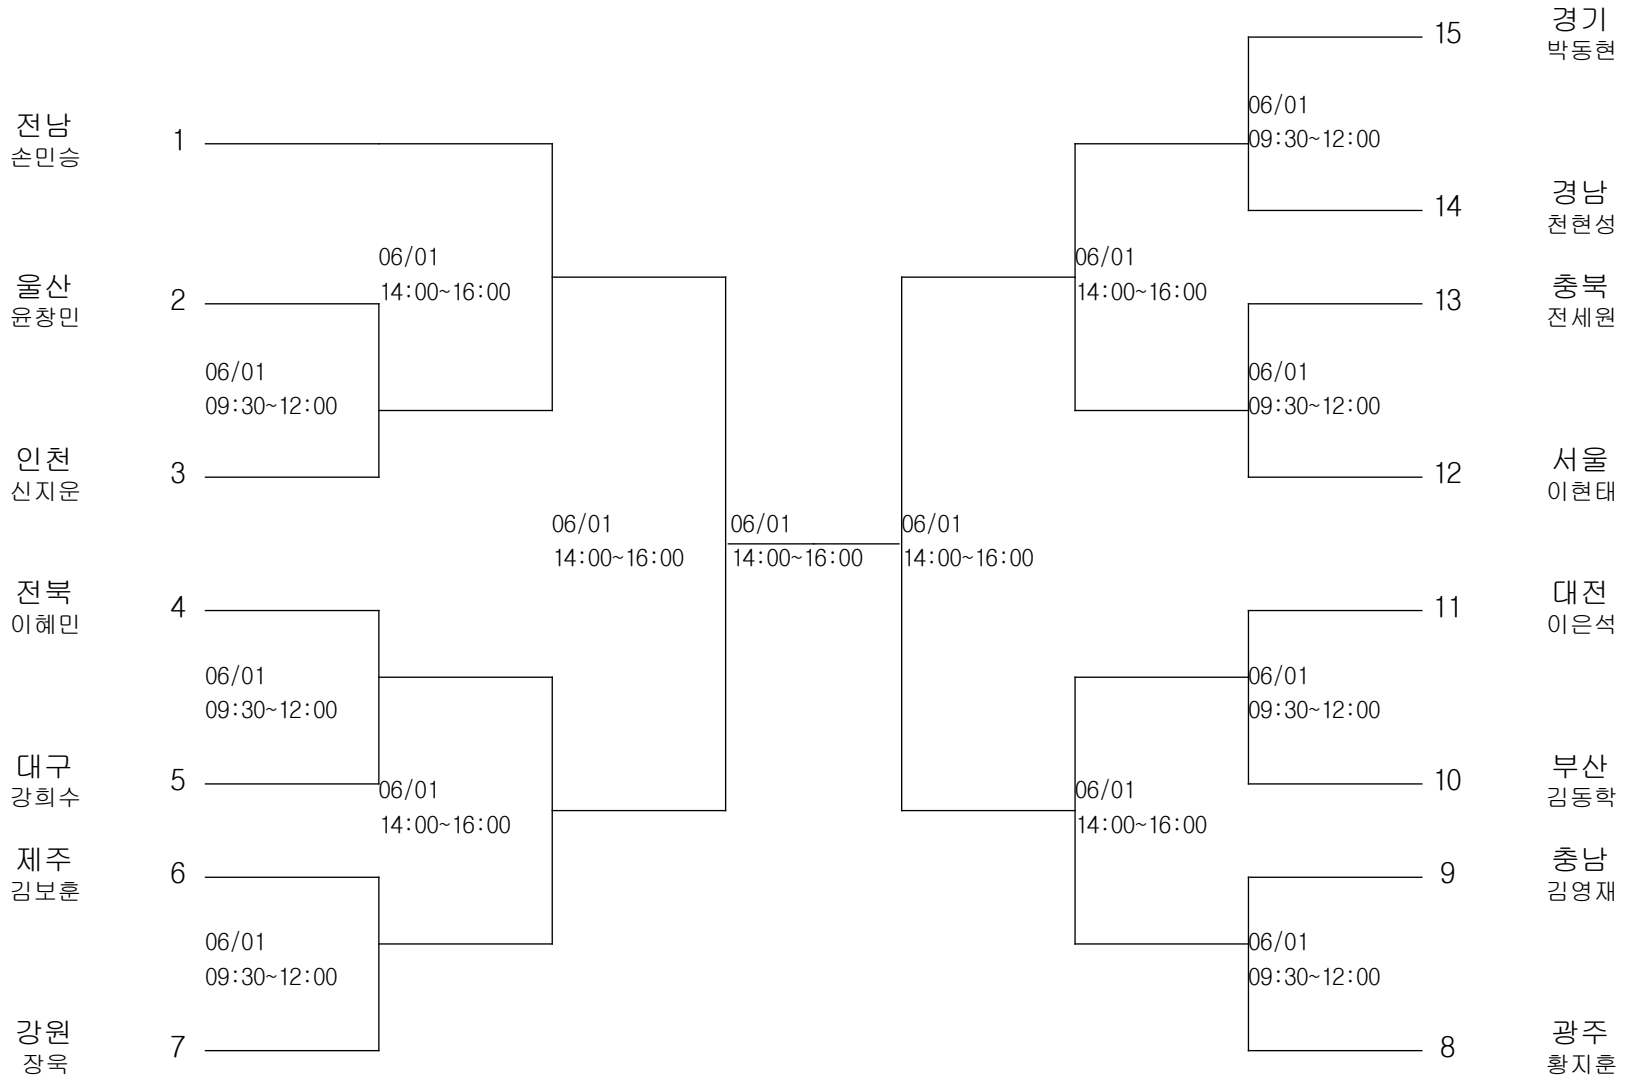 전남
손민승
1
울산
윤창민
2
인천
신지운
3
전북
이혜민
4
대구
강희수
5
제주
김보훈
6
강원
장욱
7
06/01
09:30~12:00
06/01
09:30~12:00
06/01
09:30~12:00
06/01
14:00~16:00
06/01
14:00~16:00
06/01
14:00~16:00
06/01
14:00~16:00
06/01
14:00~16:00
06/01
14:00~16:00
06/01
14:00~16:00
06/01
09:30~12:00
06/01
09:30~12:00
06/01
09:30~12:00
06/01
09:30~12:00
15
경기
박동현
14
경남
천현성
13
충북
전세원
12
서울
이현태
11
대전
이은석
10
부산
김동학
9
충남
김영재
8
광주
황지훈